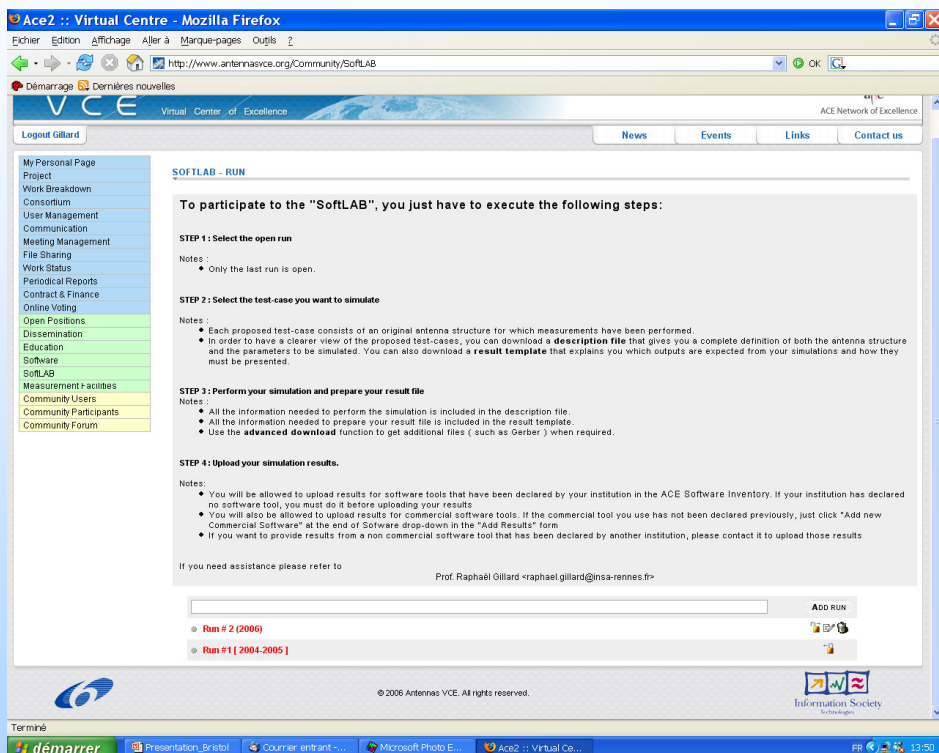 Ace2 :: Virtual Centre - Mozilla Firefox
Fichier Edition Affichage Aller à Marque-pages Outils ?
http://www.antennasvce.org/Community/SoftLAB
OK
Démarrage Dernières nouvelles
VCE Virtual Center of Excellence
ACE Network of Excellence
Logout Gillard
News Events Links Contact us
My Personal Page
Project
Work Breakdown
Consortium
User Management
Communication
Meeting Management
File Sharing
Work Status
Periodical Reports
Contract & Finance
Online Voting
Open Positions
Dissemination
Education
Software
SoftLAB
Measurement Facilities
Community Users
Community Participants
Community Forum
SOFTLAB - RUN
To participate to the "SoftLAB", you just have to execute the following steps:
STEP 1 : Select the open run
Notes :
Only the last run is open.
STEP 2 : Select the test-case you want to simulate
Notes :
Each proposed test-case consists of an original antenna structure for which measurements have been performed.
In order to have a clearer view of the proposed test-cases, you can download a description file that gives you a complete definition of both the antenna structure
and the parameters to be simulated. You can also download a result template that explains you which outputs are expected from your simulations and how they
must be presented.
STEP 3 : Perform your simulation and prepare your result file
Notes :
All the information needed to perform the simulation is included in the description file.
All the information needed to prepare your result file is included in the result template.
Use the advanced download function to get additional files ( such as Gerber ) when required.
STEP 4 : Upload your simulation results.
Notes:
You will be allowed to upload results for software tools that have been declared by your institution in the ACE Software Inventory. If your institution has declared
no software tool, you must do it before uploading your results
You will also be allowed to upload results for commercial software tools. If the commercial tool you use has not been declared previously, just click "Add new
Commercial Software" at the end of Sofware drop-down in the "Add Results" form
If you want to provide results from a non commercial software tool that has been declared by another institution, please contact it to upload those results
If you need assistance please refer to
Prof. Raphaël Gillard <raphael.gillard@insa-rennes.fr>
ADD RUN
Run # 2 (2006)
Run #1 [ 2004-2005 ]
© 2006 Antennas VCE. All rights reserved.
Information Society
Technologies
Terminé
démarrer Presentation_Bristol Courrier entrant -... Microsoft Photo E... Ace2 :: Virtual Ce... FR 13:50